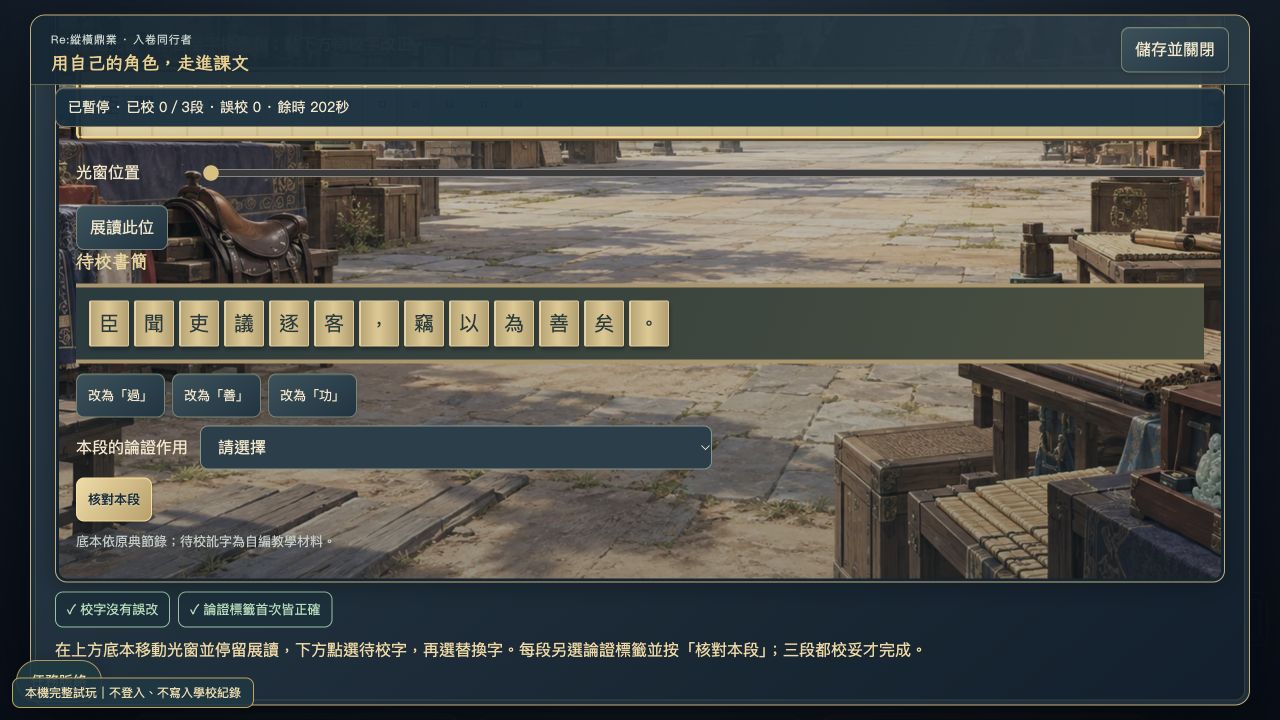 Re:縱橫鼎業 · 入卷同行者
用自己的角色，走進課文
儲存並關閉
已暫停 · 已校 0 / 3段 · 誤校 0 · 餘時 202秒
光窗位置
展讀此位
待校書簡
臣聞吏議逐客，竊以為善矣。
改為「過」 改為「善」 改為「功」
本段的論證作用 請選擇
核對本段
底本依原典節錄；待校訛字為自編教學材料。
✓ 校字沒有誤改 ✓ 論證標籤首次皆正確
在上方底本移動光窗並停留展讀，下方點選待校字，再選替換字。每段另選論證標籤並按「核對本段」；三段都校妥才完成。
本機完整試玩｜不登入、不寫入學校紀錄